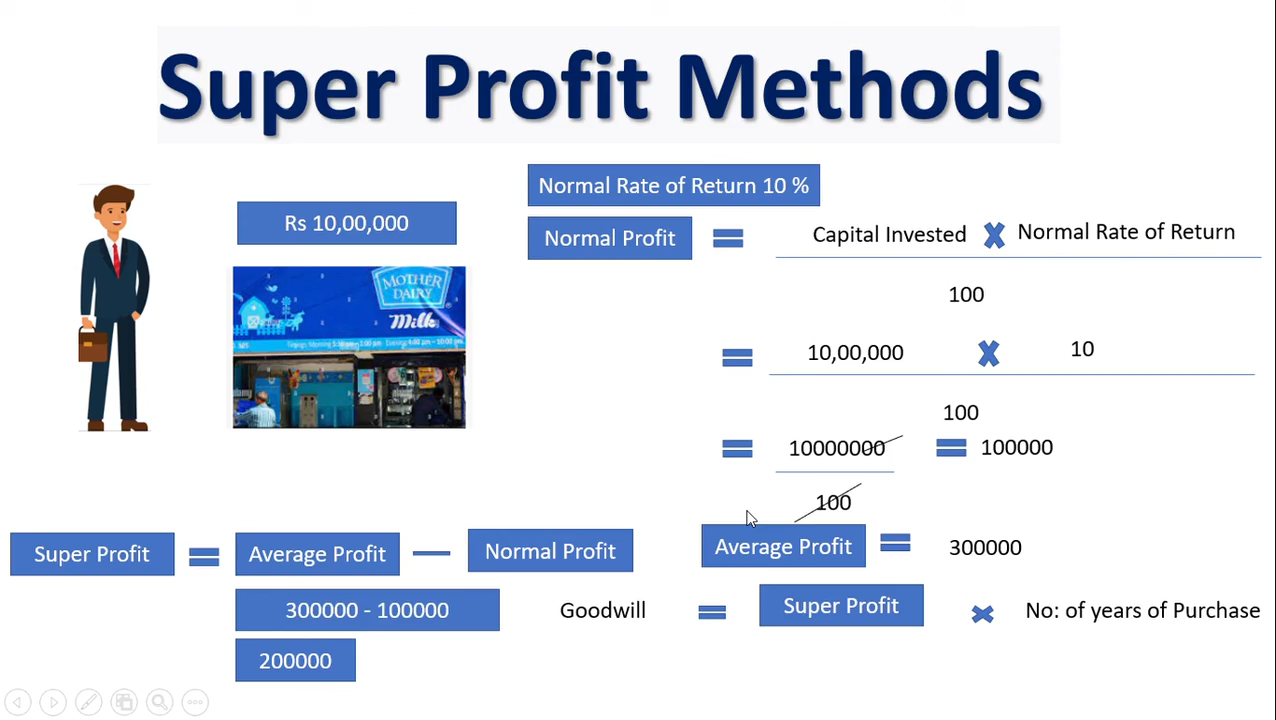 Super Profit Methods
Normal Rate of Return 10 %
Rs 10,00,000
Normal Profit = Capital Invested × Normal Rate of Return
100
MOTHER
DAIRY
Milk
= 10,00,000 × 10
100
= 10000000 = 100000
100
Super Profit = Average Profit — Normal Profit
Average Profit = 300000
300000 - 100000
Goodwill = Super Profit × No: of years of Purchase
200000